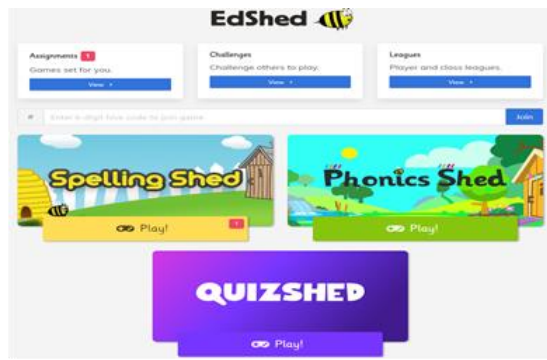 EdShed
Assignments 1
Games set for you.
View
Challenges
Challenge others to play.
View
Leagues
Player and class leagues.
View
# Enter 6-digit hive code to join game
Join
Spelling Shed
Play! 1
Phonics Shed
Play!
QUIZSHED
Play!